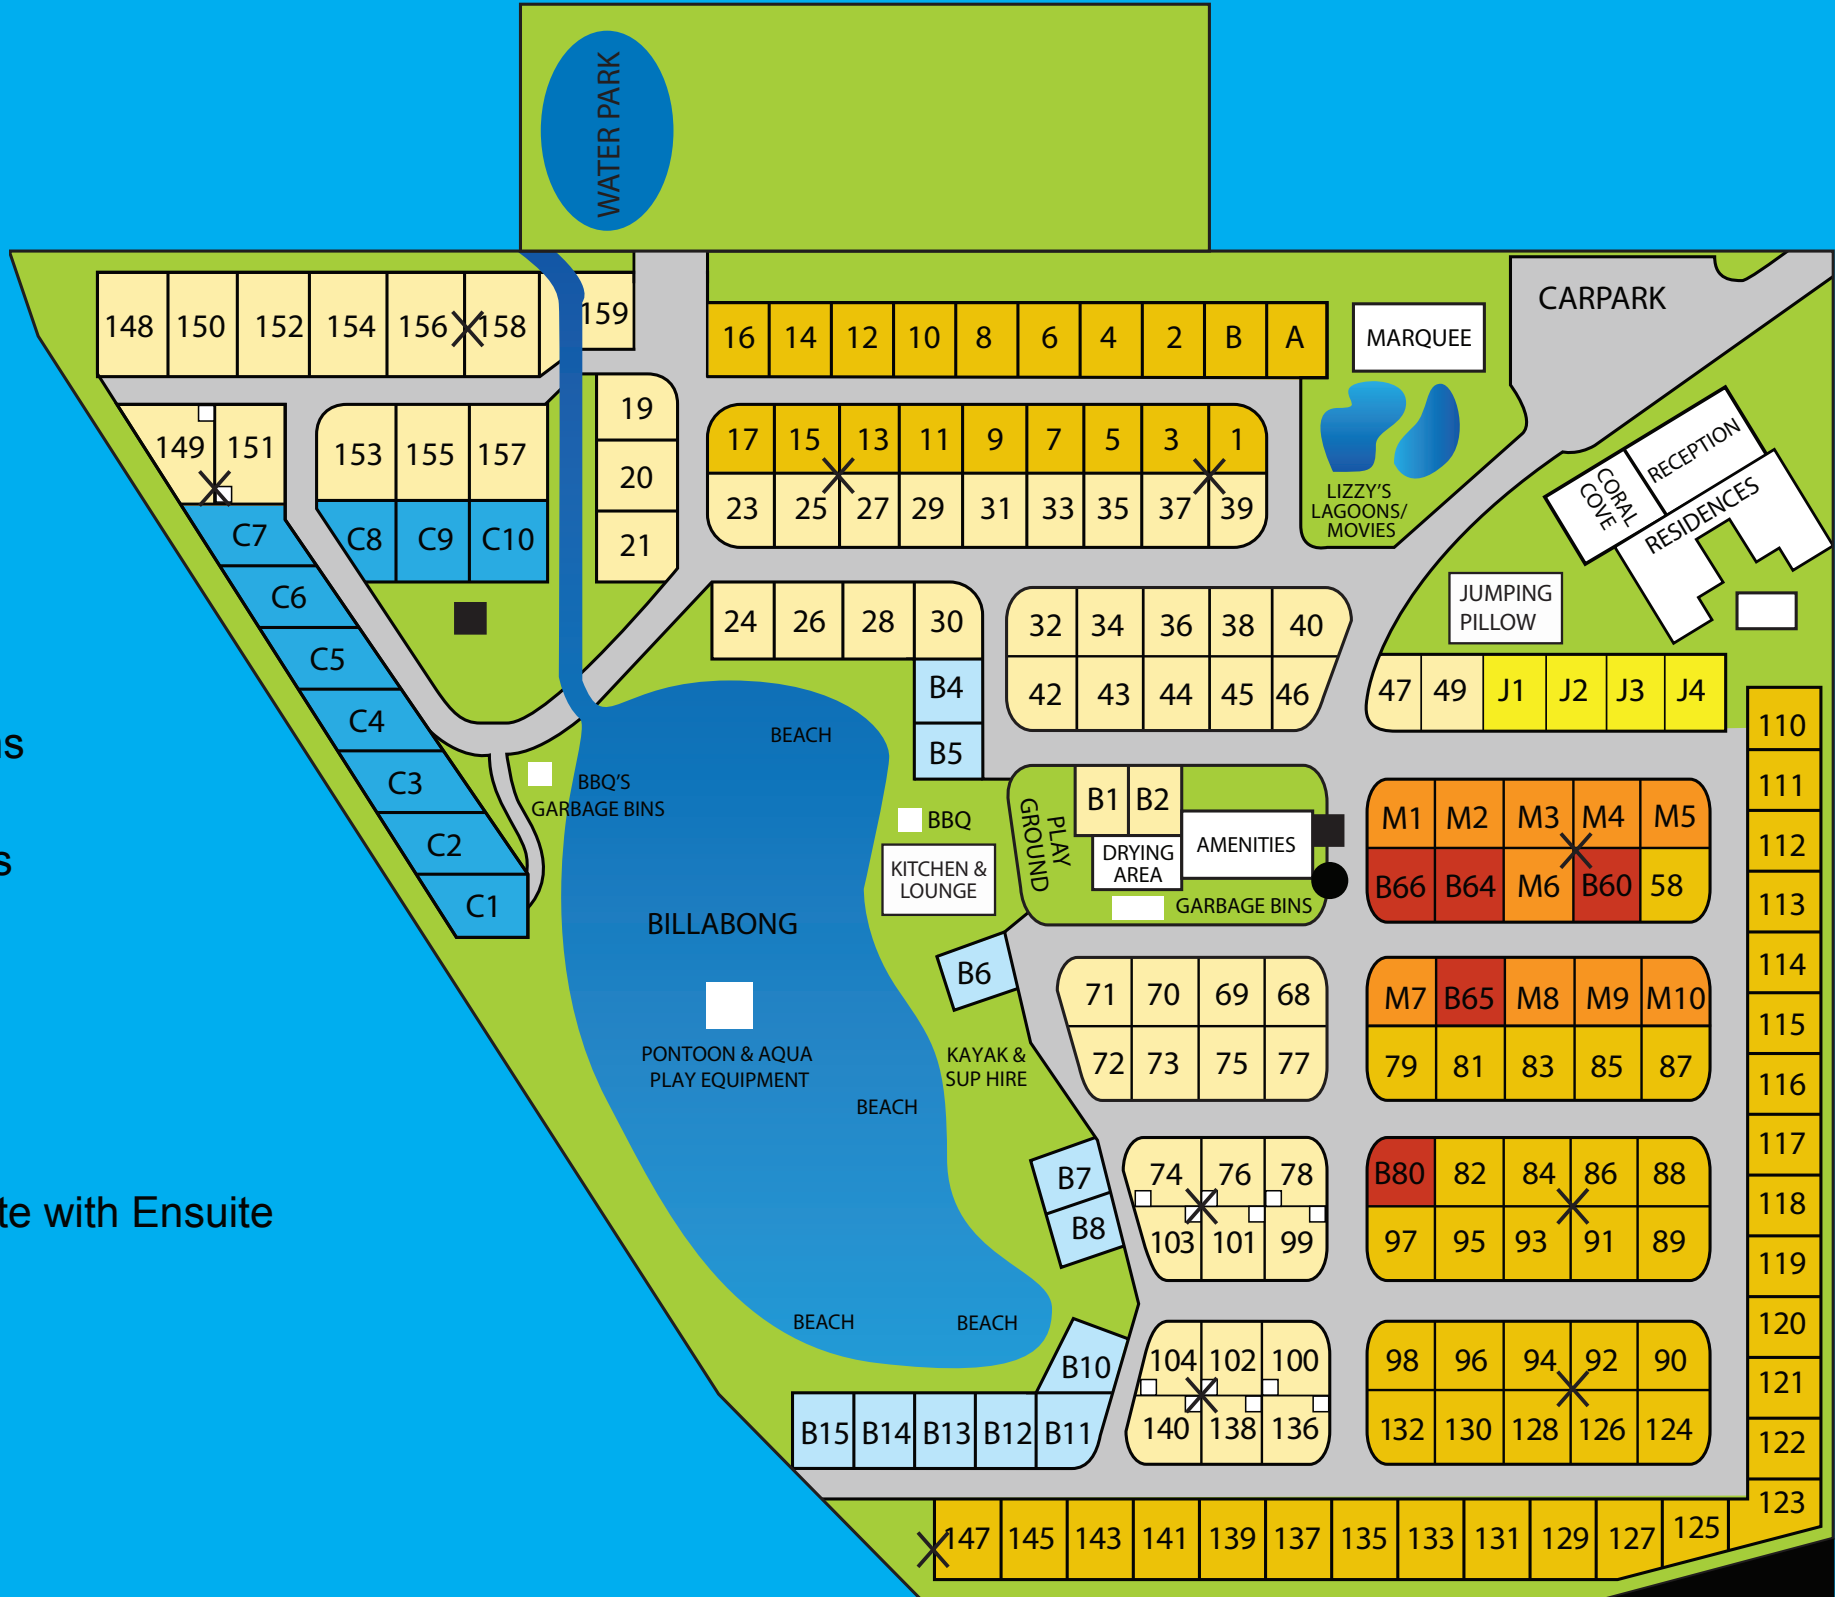 WATER PARK
CARPARK
148 150 152 154 156 158 159
16 14 12 10 8 6 4 2 B A
MARQUEE
149 151
153 155 157
19
20
21
17 15 13 11 9 7 5 3 1
23 25 27 29 31 33 35 37 39
LIZZY'S
LAGOONS/
MOVIES
RECEPTION
CORAL
COVE
RESIDENCES
C7 C8 C9 C10
C6
C5
C4
C3
C2
C1
JUMPING
PILLOW
24 26 28 30
32 34 36 38 40
42 43 44 45 46
47 49 J1 J2 J3 J4
B4
B5
BEACH
BBQ'S
GARBAGE BINS
BBQ
KITCHEN &
LOUNGE
PLAY
GROUND
B1 B2
DRYING
AREA
AMENITIES
GARBAGE BINS
M1 M2 M3 M4 M5
B66 B64 M6 B60 58
110
111
112
113
114
115
116
117
118
119
120
121
122
123
BILLABONG
PONTOON & AQUA
PLAY EQUIPMENT
B6
KAYAK &
SUP HIRE
BEACH
71 70 69 68
72 73 75 77
M7 B65 M8 M9 M10
79 81 83 85 87
B7
B8
74 76 78
103 101 99
B80 82 84 86 88
97 95 93 91 89
te with Ensuite
BEACH
BEACH
B10
B15 B14 B13 B12 B11
104 102 100
140 138 136
98 96 94 92 90
132 130 128 126 124
147 145 143 141 139 137 135 133 131 129 127 125